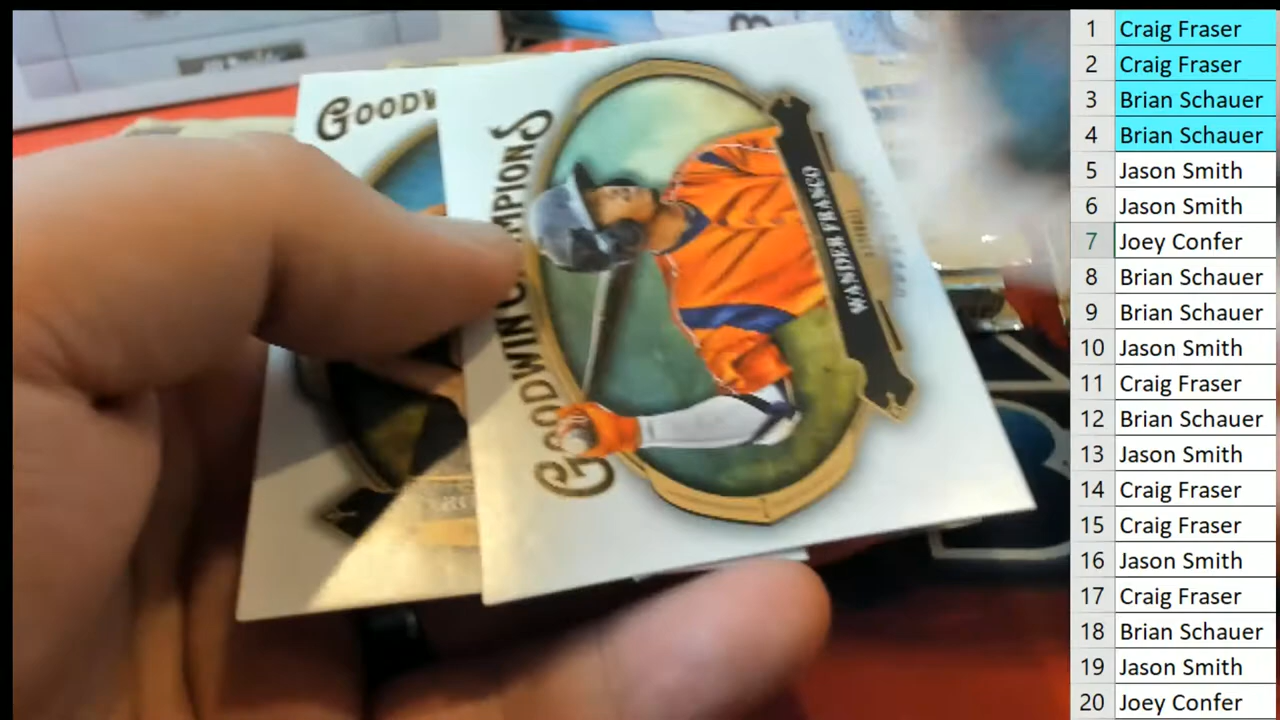 GOODW
GOODWIN CHAMPIONS
WANDER FRANCO
1 Craig Fraser
2 Craig Fraser
3 Brian Schauer
4 Brian Schauer
5 Jason Smith
6 Jason Smith
7 Joey Confer
8 Brian Schauer
9 Brian Schauer
10 Jason Smith
11 Craig Fraser
12 Brian Schauer
13 Jason Smith
14 Craig Fraser
15 Craig Fraser
16 Jason Smith
17 Craig Fraser
18 Brian Schauer
19 Jason Smith
20 Joey Confer